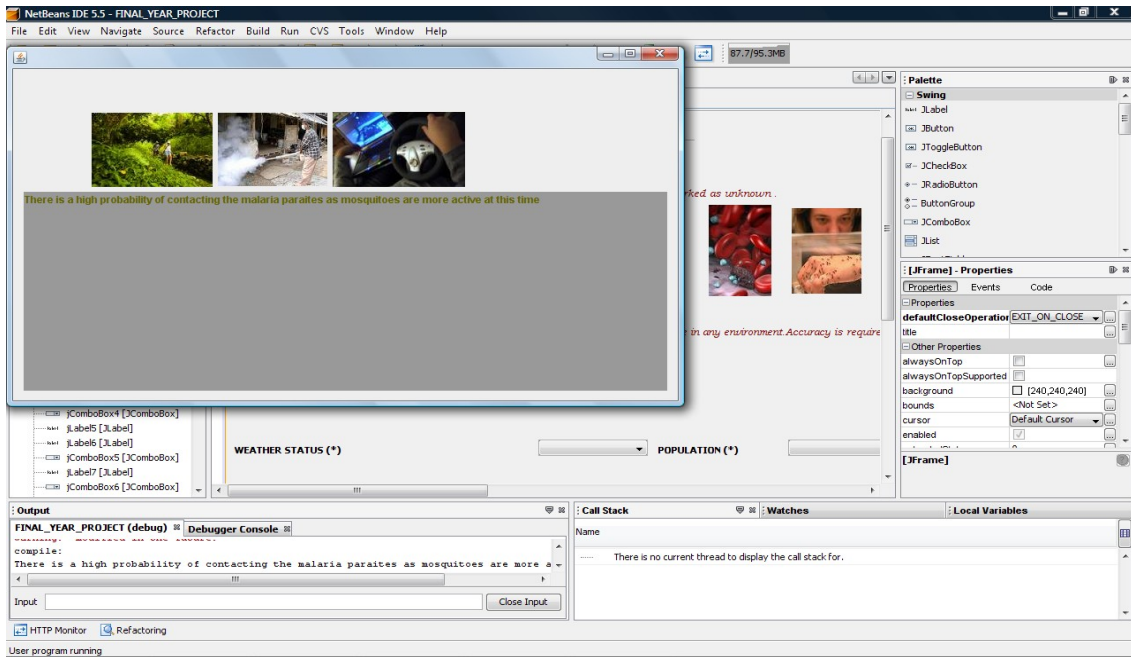 NetBeans IDE 5.5 - FINAL_YEAR_PROJECT
File Edit View Navigate Source Refactor Build Run CVS Tools Window Help
87.7/95.3MB
There is a high probability of contacting the malaria paraites as mosquitoes are more active at this time
rked as unknown .
in any environment.Accuracy is require
jComboBox4 [JComboBox]
jLabel5 [JLabel]
jLabel6 [JLabel]
jComboBox5 [JComboBox]
jLabel7 [JLabel]
jComboBox6 [JComboBox]
WEATHER STATUS (*)
POPULATION (*)
Palette
Swing
JLabel
JButton
JToggleButton
JCheckBox
JRadioButton
ButtonGroup
JComboBox
JList
[JFrame] - Properties
Properties Events Code
Properties
defaultCloseOperation EXIT_ON_CLOSE
title
Other Properties
alwaysOnTop
alwaysOnTopSupported
background [240,240,240]
bounds <Not Set>
cursor Default Cursor
enabled
[JFrame]
Output
FINAL_YEAR_PROJECT (debug) Debugger Console
compile:
There is a high probability of contacting the malaria paraites as mosquitoes are more a
Input Close Input
Call Stack Watches Local Variables
Name
There is no current thread to display the call stack for.
HTTP Monitor Refactoring
User program running